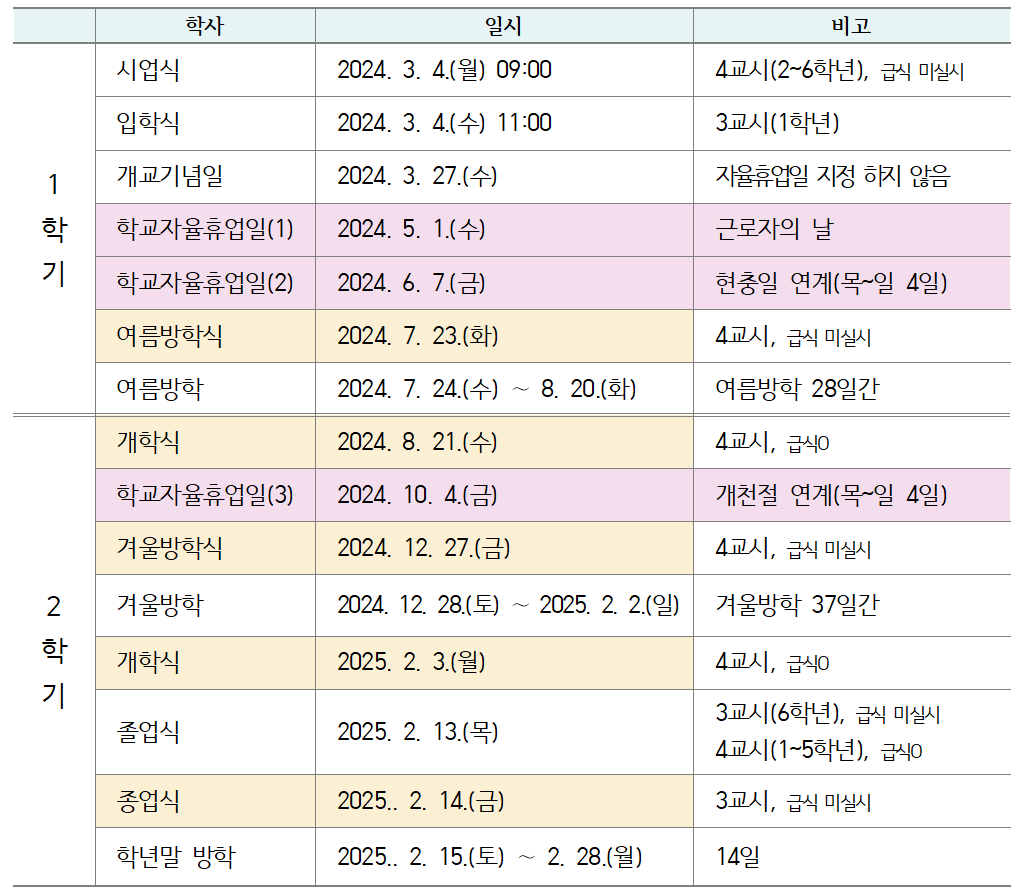 학사 일시 비고
1
학
기
시업식 2024. 3. 4.(월) 09:00 4교시(2~6학년), 급식 미실시
입학식 2024. 3. 4.(수) 11:00 3교시(1학년)
개교기념일 2024. 3. 27.(수) 자율휴업일 지정 하지 않음
학교자율휴업일(1) 2024. 5. 1.(수) 근로자의 날
학교자율휴업일(2) 2024. 6. 7.(금) 현충일 연계(목~일 4일)
여름방학식 2024. 7. 23.(화) 4교시, 급식 미실시
여름방학 2024. 7. 24.(수) ~ 8. 20.(화) 여름방학 28일간
2
학
기
개학식 2024. 8. 21.(수) 4교시, 급식O
학교자율휴업일(3) 2024. 10. 4.(금) 개천절 연계(목~일 4일)
겨울방학식 2024. 12. 27.(금) 4교시, 급식 미실시
겨울방학 2024. 12. 28.(토) ~ 2025. 2. 2.(일) 겨울방학 37일간
개학식 2025. 2. 3.(월) 4교시, 급식O
졸업식 2025. 2. 13.(목) 3교시(6학년), 급식 미실시
4교시(1~5학년), 급식O
종업식 2025.. 2. 14.(금) 3교시, 급식 미실시
학년말 방학 2025.. 2. 15.(토) ~ 2. 28.(월) 14일